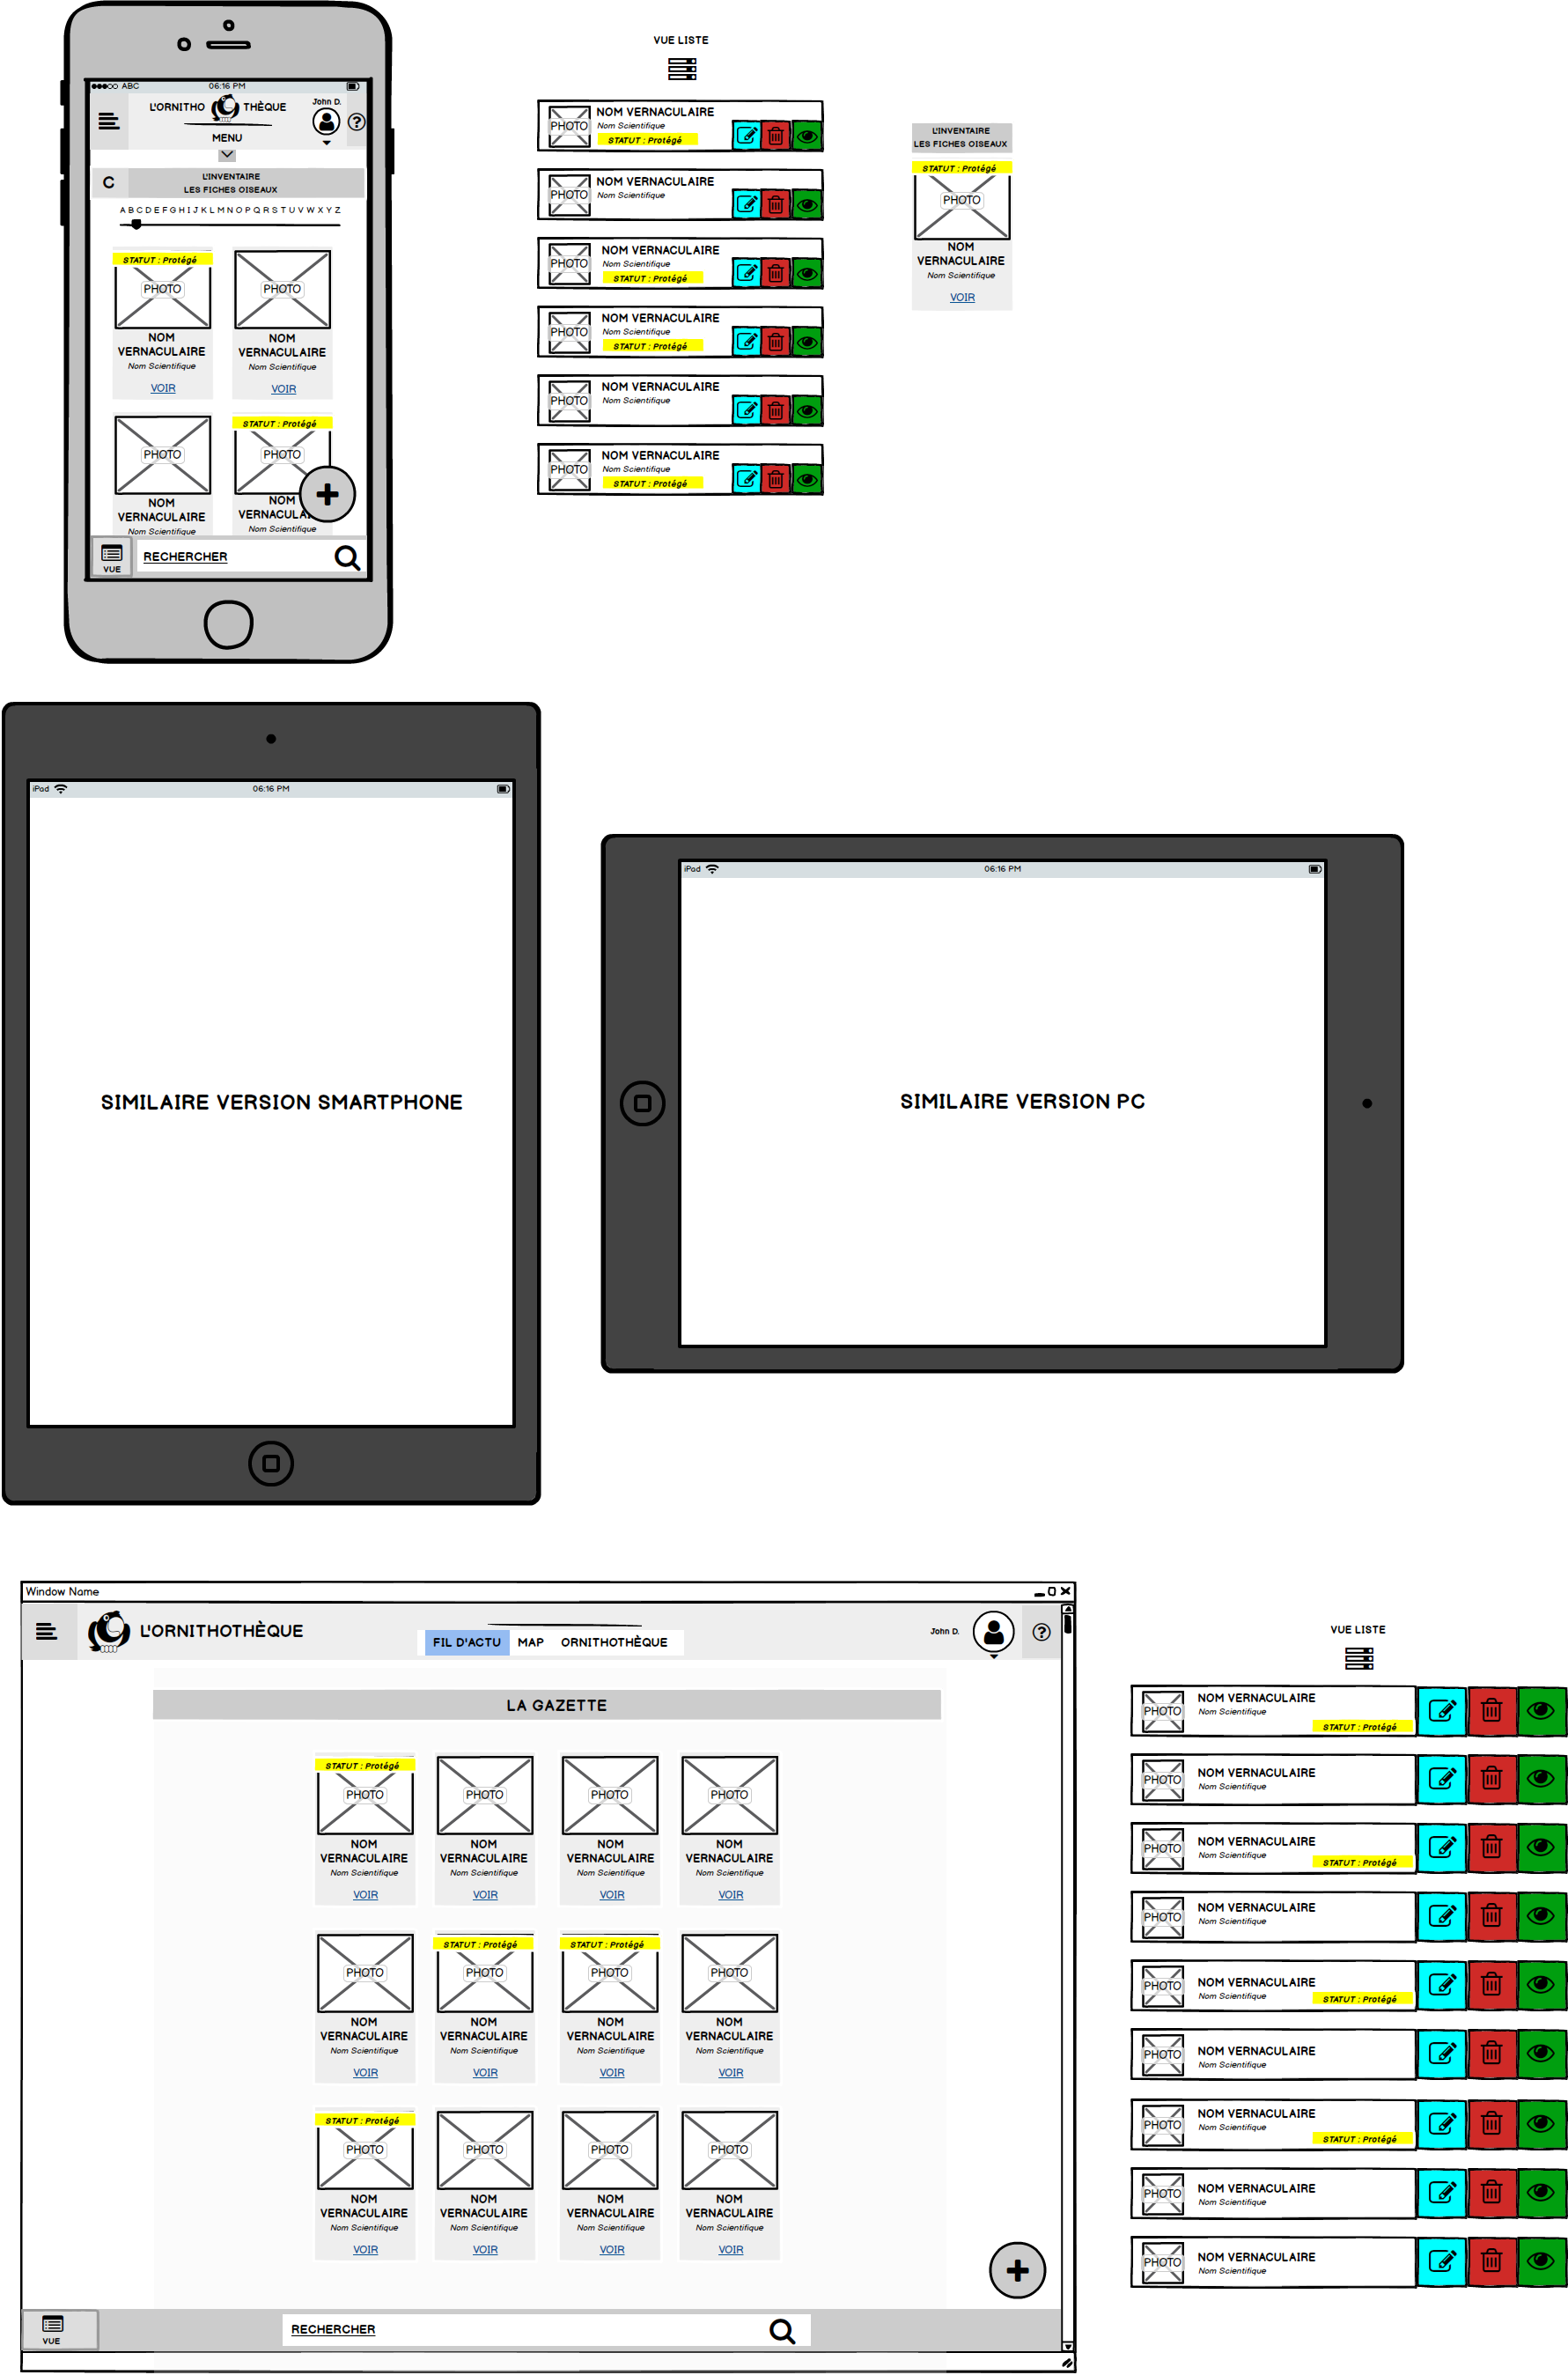 ABC 06:16 PM
L'ORNITHO THÈQUE
John D.
MENU
C
L'INVENTAIRE
LES FICHES OISEAUX
A B C D E F G H I J K L M N O P Q R S T U V W X Y Z
STATUT : Protégé
PHOTO PHOTO
NOM NOM
VERNACULAIRE VERNACULAIRE
Nom Scientifique Nom Scientifique
VOIR VOIR
STATUT : Protégé
PHOTO PHOTO
NOM NOM
VERNACULAIRE VERNACULAI
Nom Scientifique Nom Scientifique
VUE
RECHERCHER
VUE LISTE
PHOTO
NOM VERNACULAIRE
Nom Scientifique
STATUT : Protégé
PHOTO
NOM VERNACULAIRE
Nom Scientifique
PHOTO
NOM VERNACULAIRE
Nom Scientifique
STATUT : Protégé
PHOTO
NOM VERNACULAIRE
Nom Scientifique
STATUT : Protégé
PHOTO
NOM VERNACULAIRE
Nom Scientifique
PHOTO
NOM VERNACULAIRE
Nom Scientifique
STATUT : Protégé
L'INVENTAIRE
LES FICHES OISEAUX
STATUT : Protégé
PHOTO
NOM
VERNACULAIRE
Nom Scientifique
VOIR
iPad 06:16 PM
SIMILAIRE VERSION SMARTPHONE
iPad 06:16 PM
SIMILAIRE VERSION PC
Window Name
L'ORNITHOTHÈQUE
FIL D'ACTU MAP ORNITHOTHÈQUE
John D.
?
LA GAZETTE
STATUT : Protégé
PHOTO PHOTO PHOTO PHOTO
NOM NOM NOM NOM
VERNACULAIRE VERNACULAIRE VERNACULAIRE VERNACULAIRE
Nom Scientifique Nom Scientifique Nom Scientifique Nom Scientifique
VOIR VOIR VOIR VOIR
STATUT : Protégé STATUT : Protégé
PHOTO PHOTO PHOTO PHOTO
NOM NOM NOM NOM
VERNACULAIRE VERNACULAIRE VERNACULAIRE VERNACULAIRE
Nom Scientifique Nom Scientifique Nom Scientifique Nom Scientifique
VOIR VOIR VOIR VOIR
STATUT : Protégé
PHOTO PHOTO PHOTO PHOTO
NOM NOM NOM NOM
VERNACULAIRE VERNACULAIRE VERNACULAIRE VERNACULAIRE
Nom Scientifique Nom Scientifique Nom Scientifique Nom Scientifique
VOIR VOIR VOIR VOIR
VUE
RECHERCHER
VUE LISTE
PHOTO
NOM VERNACULAIRE
Nom Scientifique
STATUT : Protégé
PHOTO
NOM VERNACULAIRE
Nom Scientifique
PHOTO
NOM VERNACULAIRE
Nom Scientifique
STATUT : Protégé
PHOTO
NOM VERNACULAIRE
Nom Scientifique
PHOTO
NOM VERNACULAIRE
Nom Scientifique
STATUT : Protégé
PHOTO
NOM VERNACULAIRE
Nom Scientifique
PHOTO
NOM VERNACULAIRE
Nom Scientifique
STATUT : Protégé
PHOTO
NOM VERNACULAIRE
Nom Scientifique
PHOTO
NOM VERNACULAIRE
Nom Scientifique